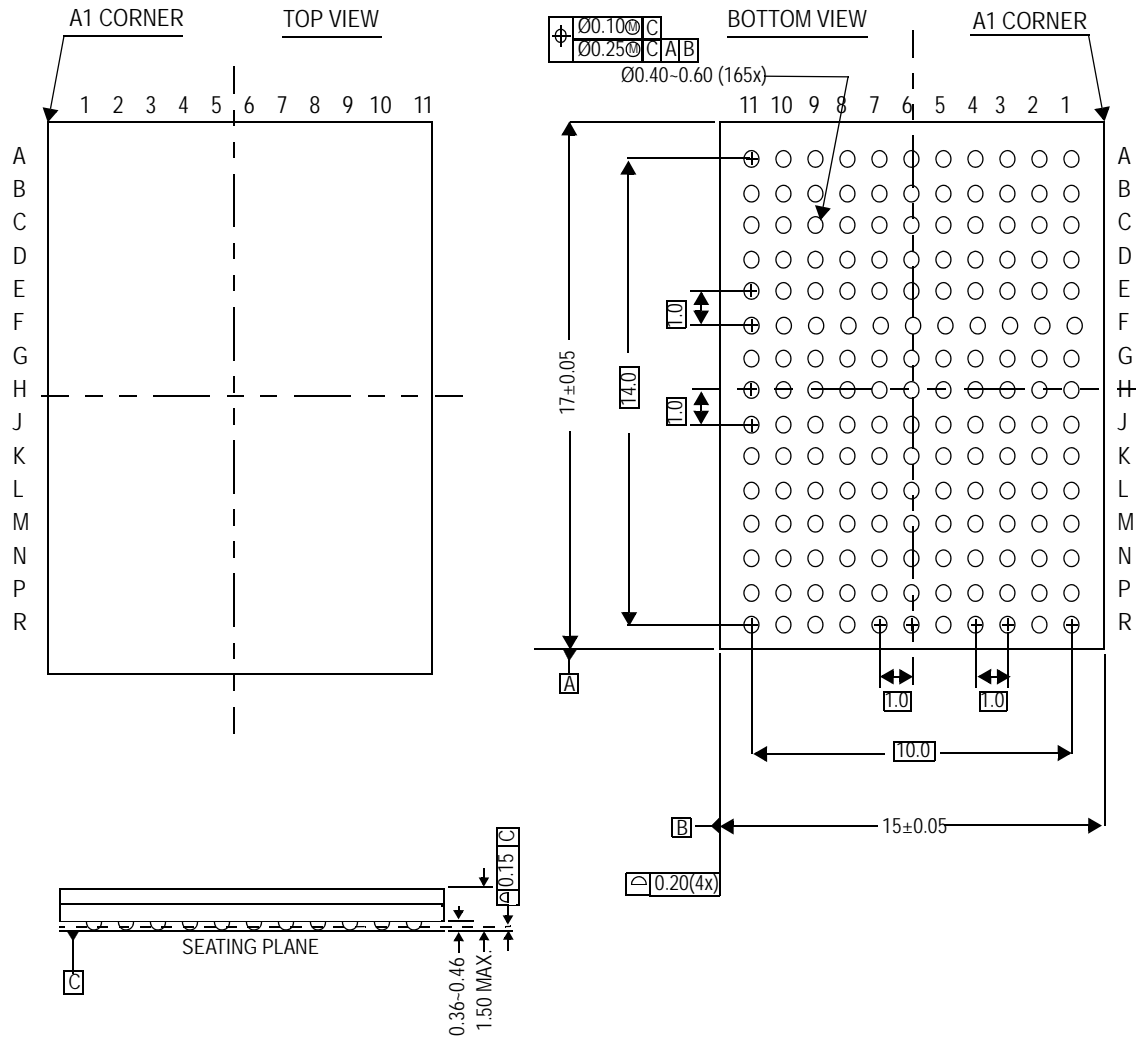 A1 CORNER
TOP VIEW
1 2 3 4 5 6 7 8 9 10 11
A
B
C
D
E
F
G
H
J
K
L
M
N
P
R
Ø0.10Ⓜ C
Ø0.25Ⓜ C A B
BOTTOM VIEW
A1 CORNER
Ø0.40~0.60 (165x)
11 10 9 8 7 6 5 4 3 2 1
A
B
C
D
E
F
G
H
J
K
L
M
N
P
R
1.0
1.0
14.0
17±0.05
A
1.0
1.0
10.0
B
15±0.05
0.20(4x)
0.15 C
SEATING PLANE
C
0.36~0.46
1.50 MAX.